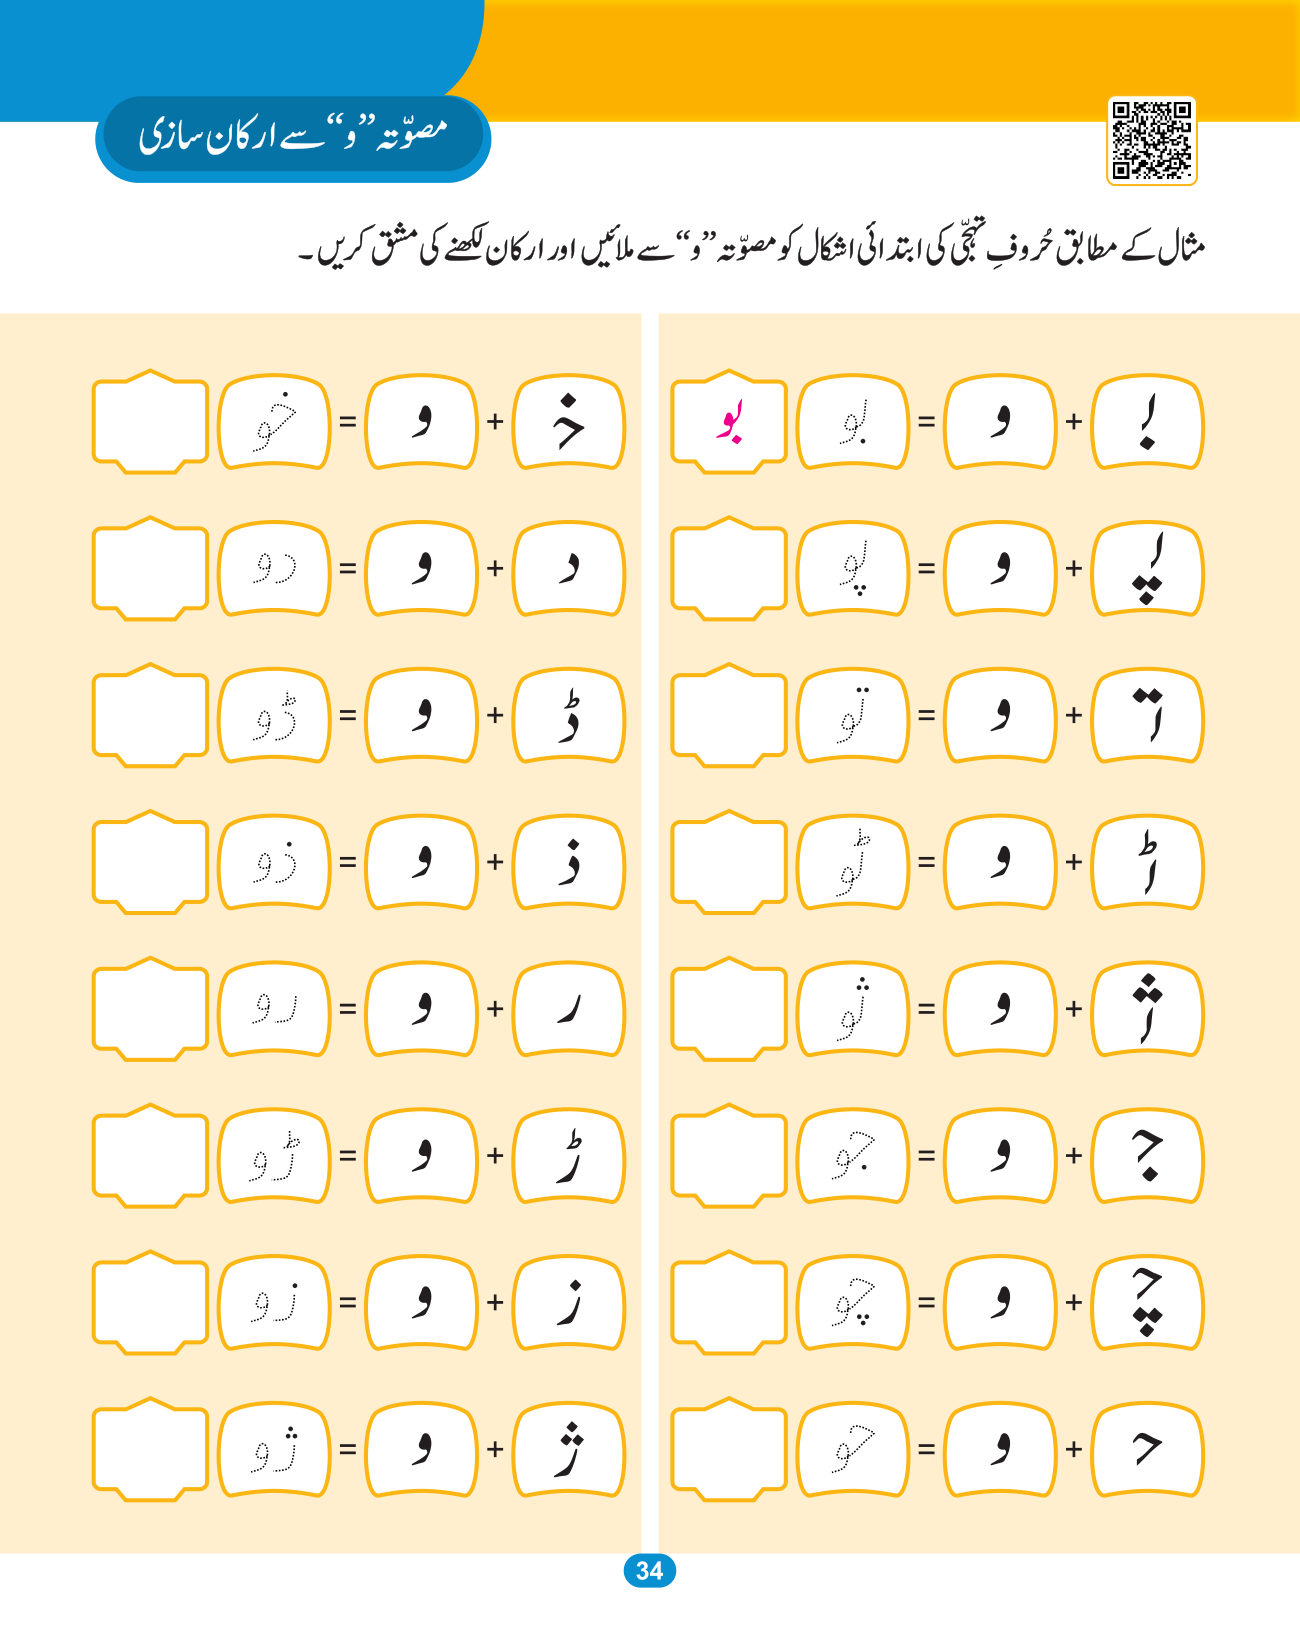 مصوّتہ ”و“ سے ارکان سازی
مثال کے مطابق حُروفِ تہجّی کی ابتدائی اشکال کو مصوّتہ ”و“ سے ملائیں اور ارکان لکھنے کی مشق کریں۔
بـ + و = بو بو
پـ + و = پو
تـ + و = تو
ٹـ + و = ٹو
ثـ + و = ثو
جـ + و = جو
چـ + و = چو
حـ + و = حو
خـ + و = خو
د + و = دو
ڈ + و = ڈو
ذ + و = ذو
ر + و = رو
ڑ + و = ڑو
ز + و = زو
ژ + و = ژو
34